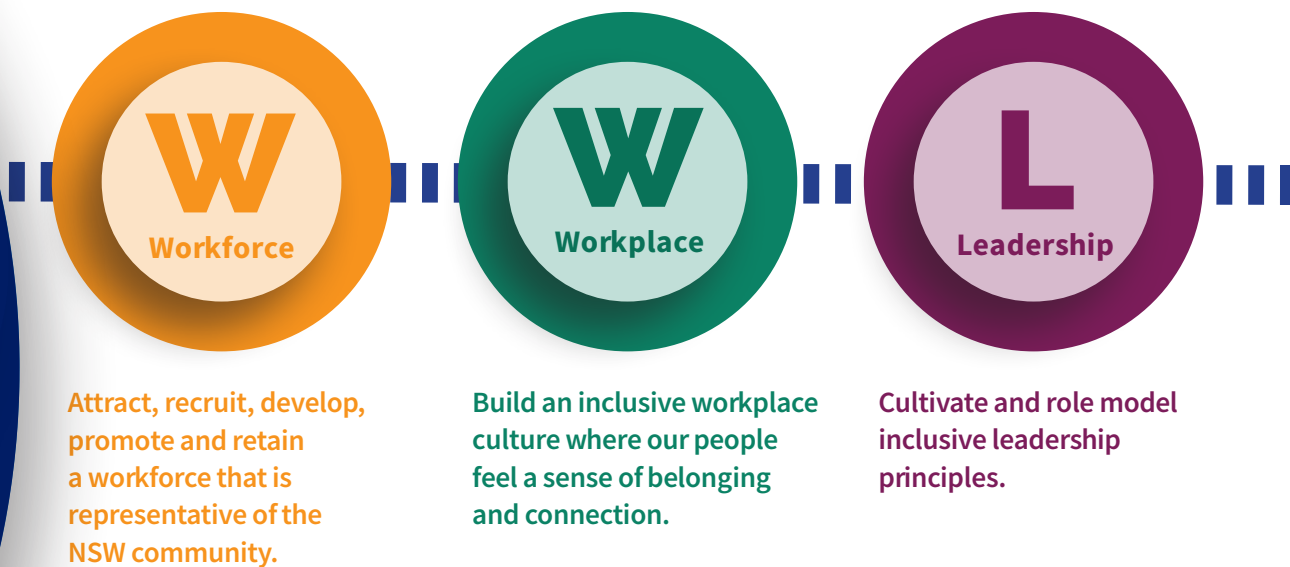 W
Workforce
Attract, recruit, develop,
promote and retain
a workforce that is
representative of the
NSW community.
W
Workplace
Build an inclusive workplace
culture where our people
feel a sense of belonging
and connection.
L
Leadership
Cultivate and role model
inclusive leadership
principles.